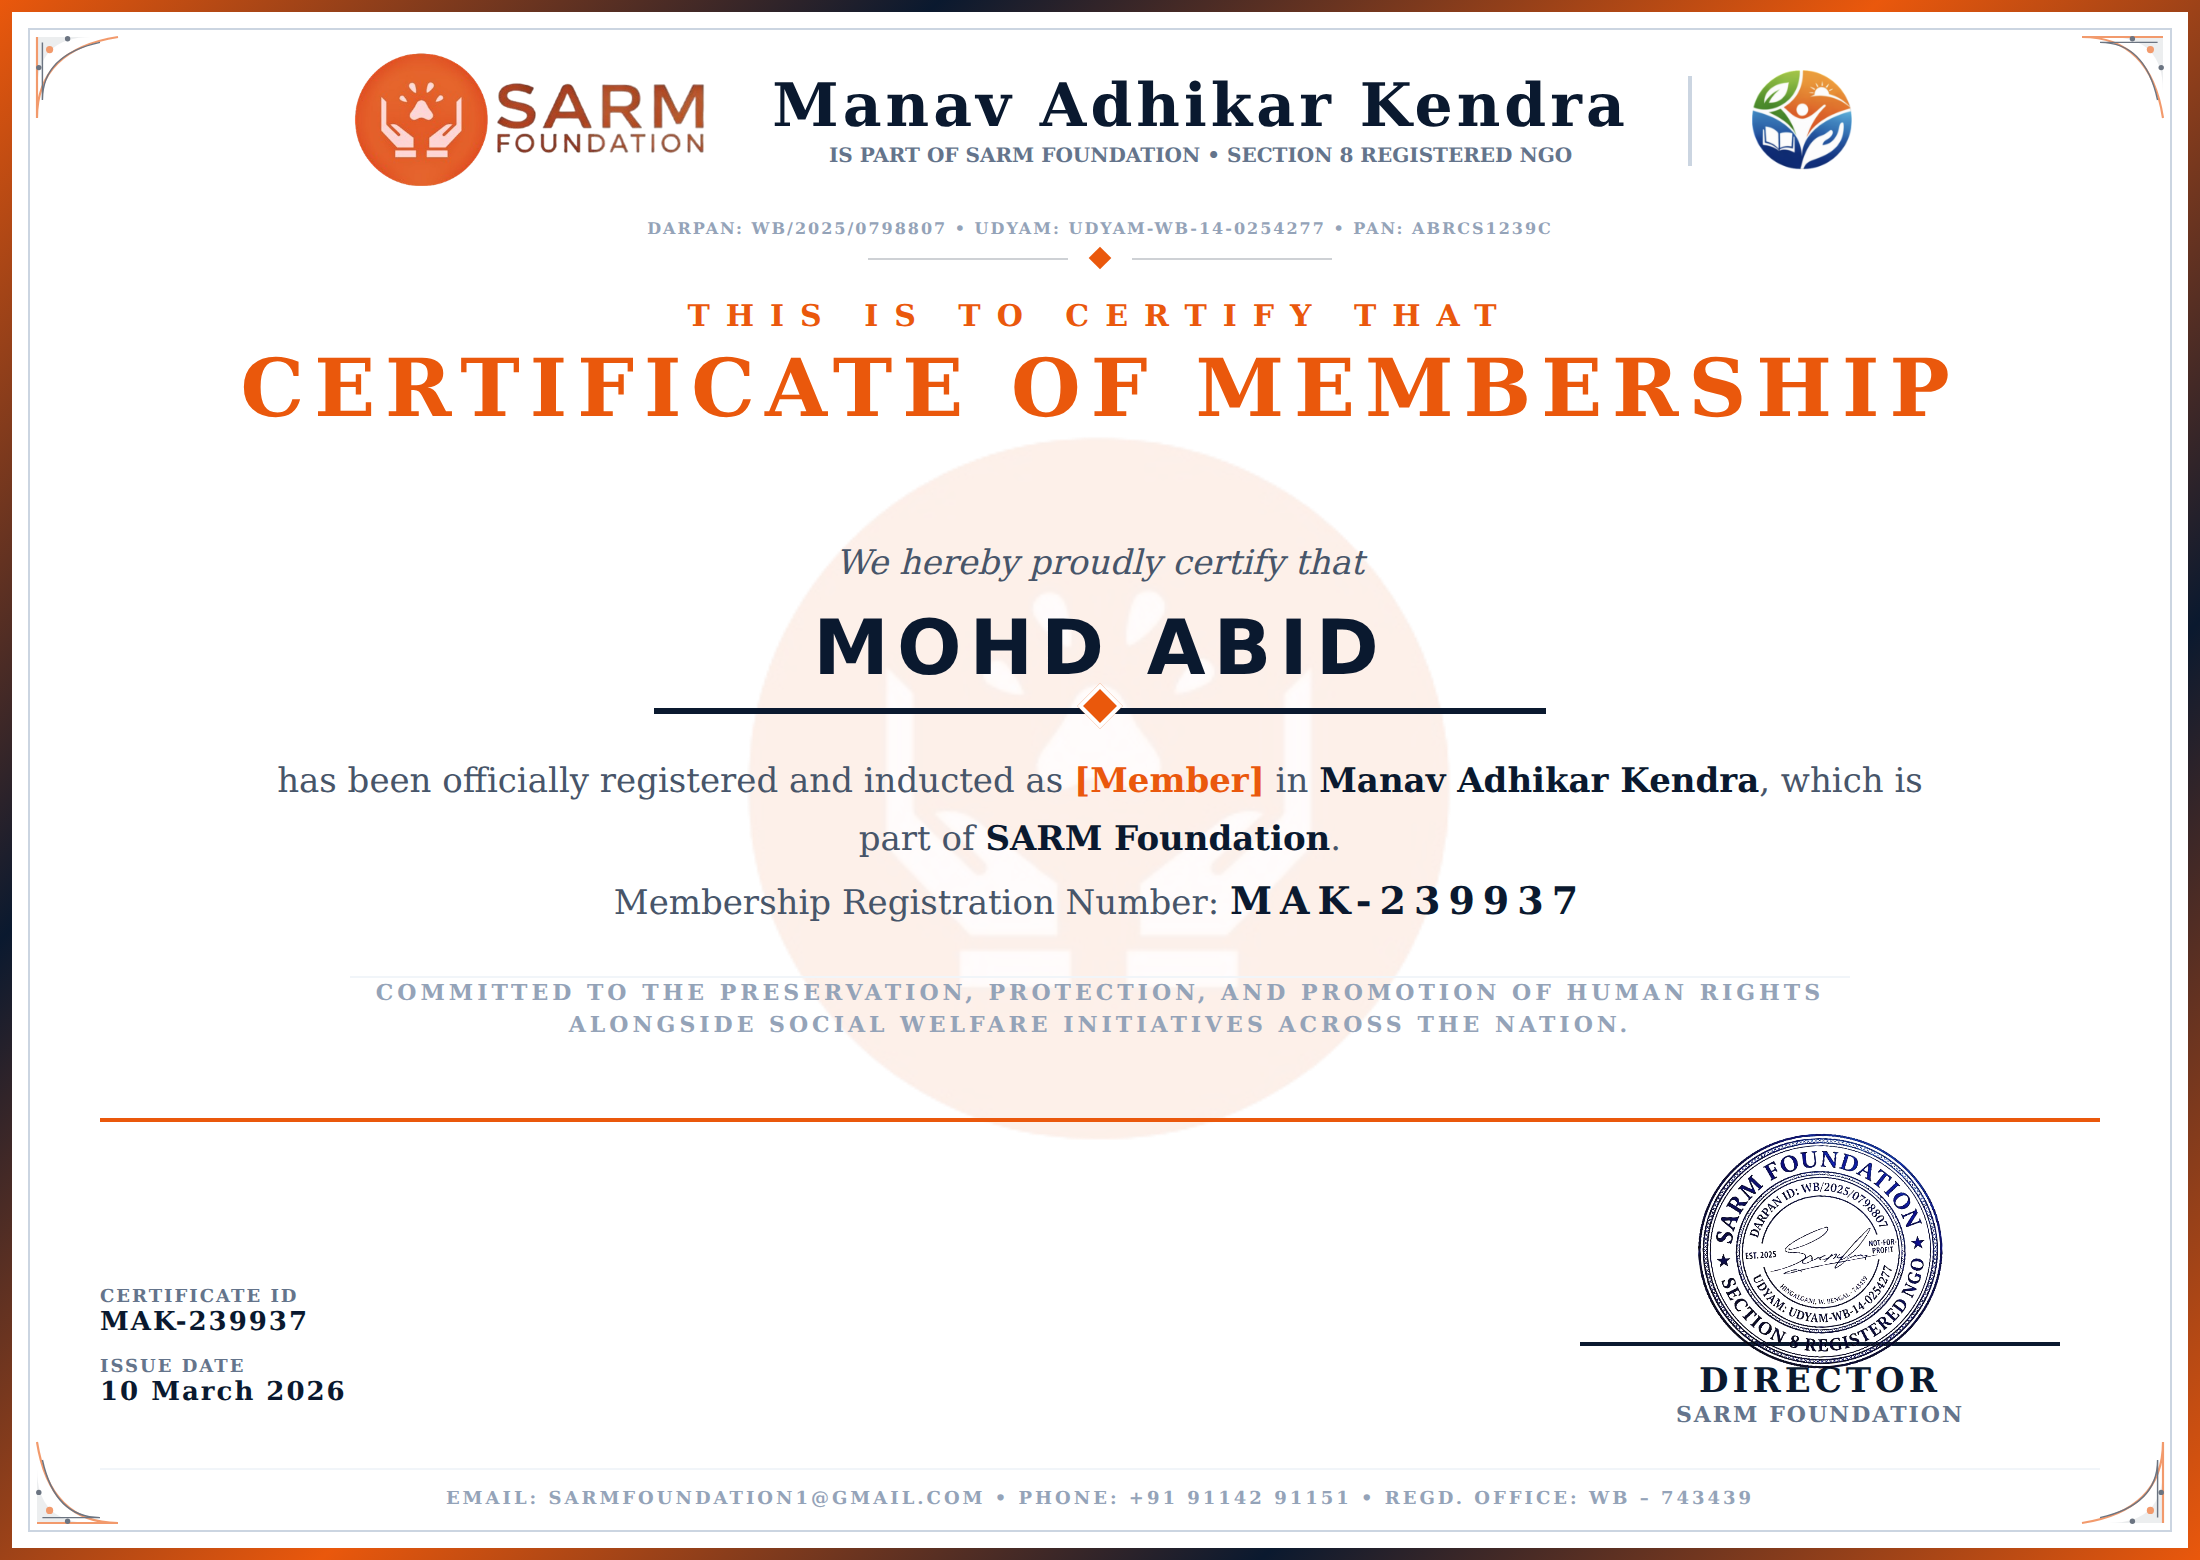 SARM
FOUNDATION
Manav Adhikar Kendra
IS PART OF SARM FOUNDATION • SECTION 8 REGISTERED NGO
DARPAN: WB/2025/0798807 • UDYAM: UDYAM-WB-14-0254277 • PAN: ABRCS1239C
THIS IS TO CERTIFY THAT
CERTIFICATE OF MEMBERSHIP
We hereby proudly certify that
MOHD ABID
has been officially registered and inducted as [Member] in Manav Adhikar Kendra, which is
part of SARM Foundation.
Membership Registration Number: MAK-239937
COMMITTED TO THE PRESERVATION, PROTECTION, AND PROMOTION OF HUMAN RIGHTS
ALONGSIDE SOCIAL WELFARE INITIATIVES ACROSS THE NATION.
CERTIFICATE ID
MAK-239937
ISSUE DATE
10 March 2026
★ SARM FOUNDATION ★
SECTION 8 REGISTERED NGO
DARPAN ID: WB/2025/0798807
UDYAM: UDYAM-WB-14-0254277
EST. 2025
NOT-FOR-
PROFIT
W. BENGAL - 743439
DIRECTOR
SARM FOUNDATION
EMAIL: SARMFOUNDATION1@GMAIL.COM • PHONE: +91 91142 91151 • REGD. OFFICE: WB – 743439